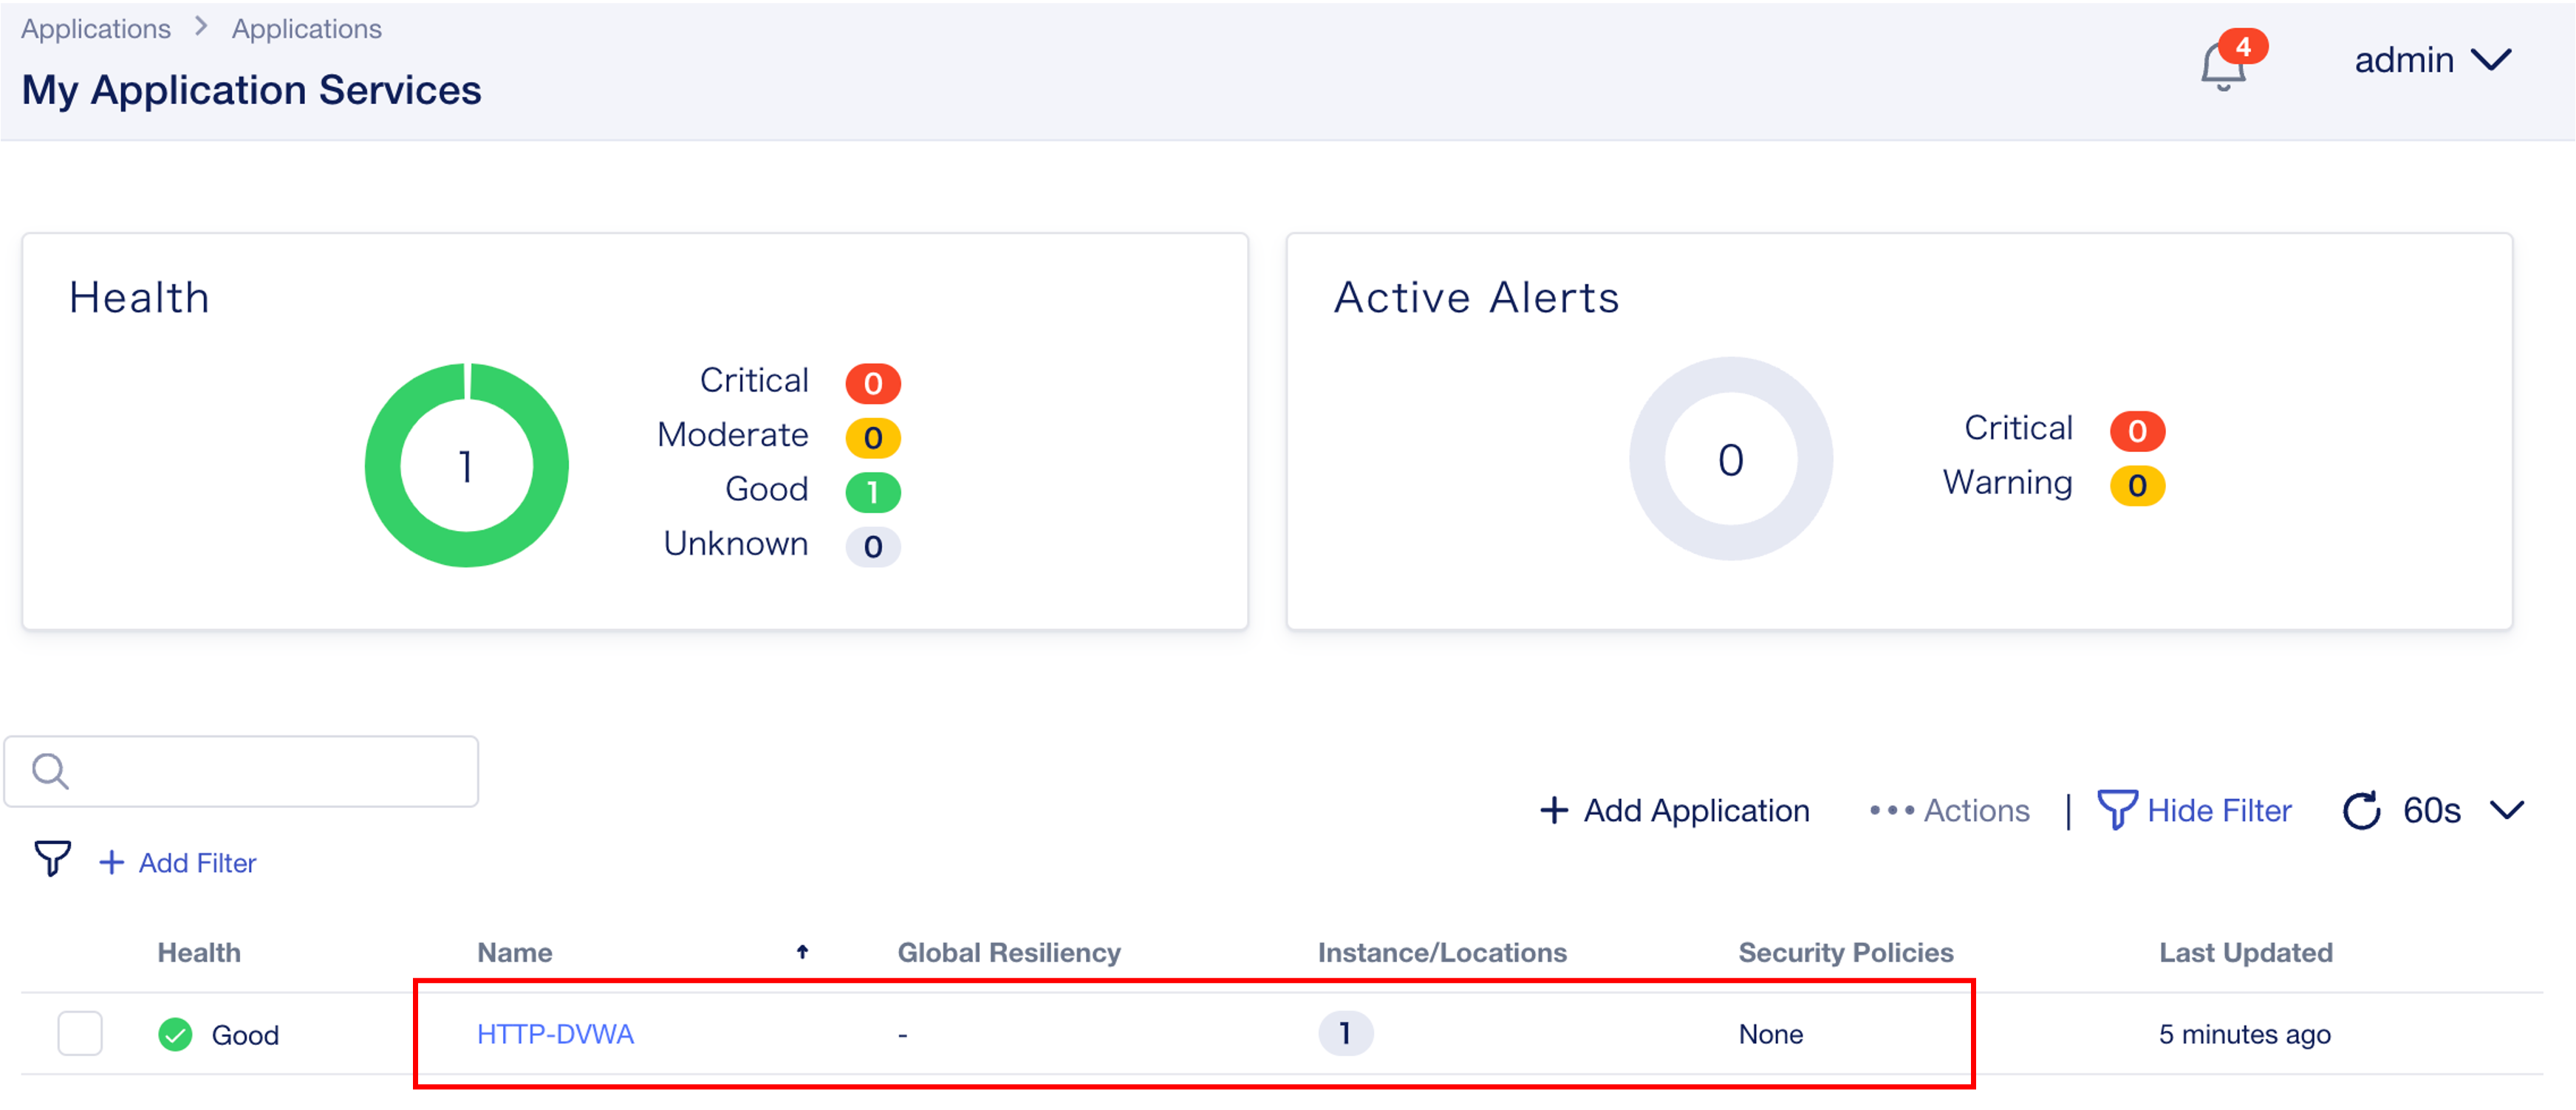 Applications > Applications
4
admin
My Application Services
Health
1
Critical 0
Moderate 0
Good 1
Unknown 0
Active Alerts
0
Critical 0
Warning 0
+ Add Application
••• Actions | Hide Filter
60s
+ Add Filter
Health Name ↑ Global Resiliency Instance/Locations Security Policies Last Updated
Good HTTP-DVWA - 1 None 5 minutes ago